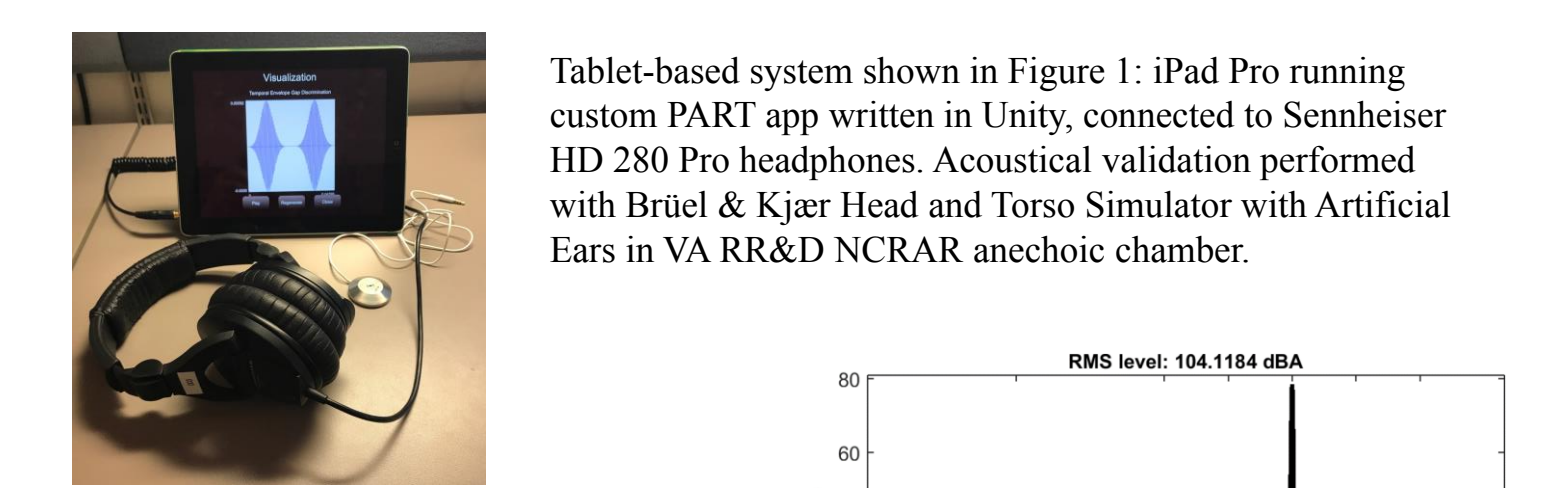 Visualization
Temporal Envelope Gap Discrimination
Play Regenerate Close
Tablet-based system shown in Figure 1: iPad Pro running
custom PART app written in Unity, connected to Sennheiser
HD 280 Pro headphones. Acoustical validation performed
with Brüel & Kjær Head and Torso Simulator with Artificial
Ears in VA RR&D NCRAR anechoic chamber.
RMS level: 104.1184 dBA
80
60